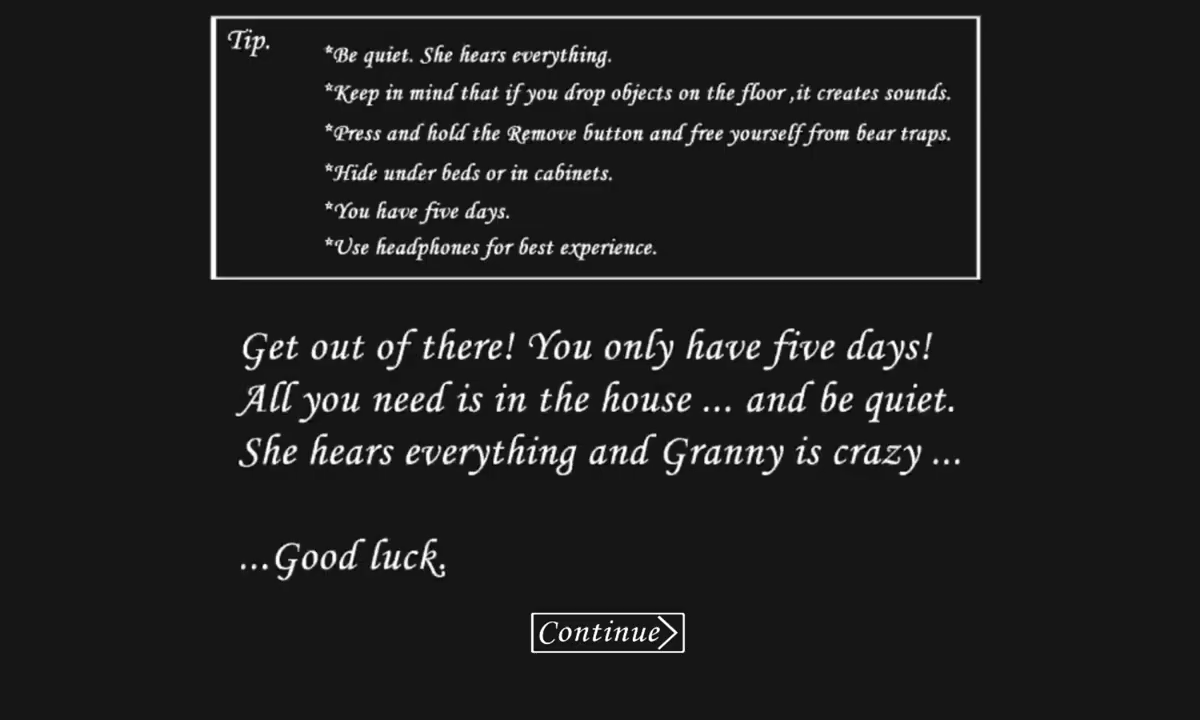 Tip.
*Be quiet. She hears everything.
*Keep in mind that if you drop objects on the floor ,it creates sounds.
*Press and hold the Remove button and free yourself from bear traps.
*Hide under beds or in cabinets.
*You have five days.
*Use headphones for best experience.
Get out of there! You only have five days!
All you need is in the house ... and be quiet.
She hears everything and Granny is crazy ...
...Good luck.
Continue>